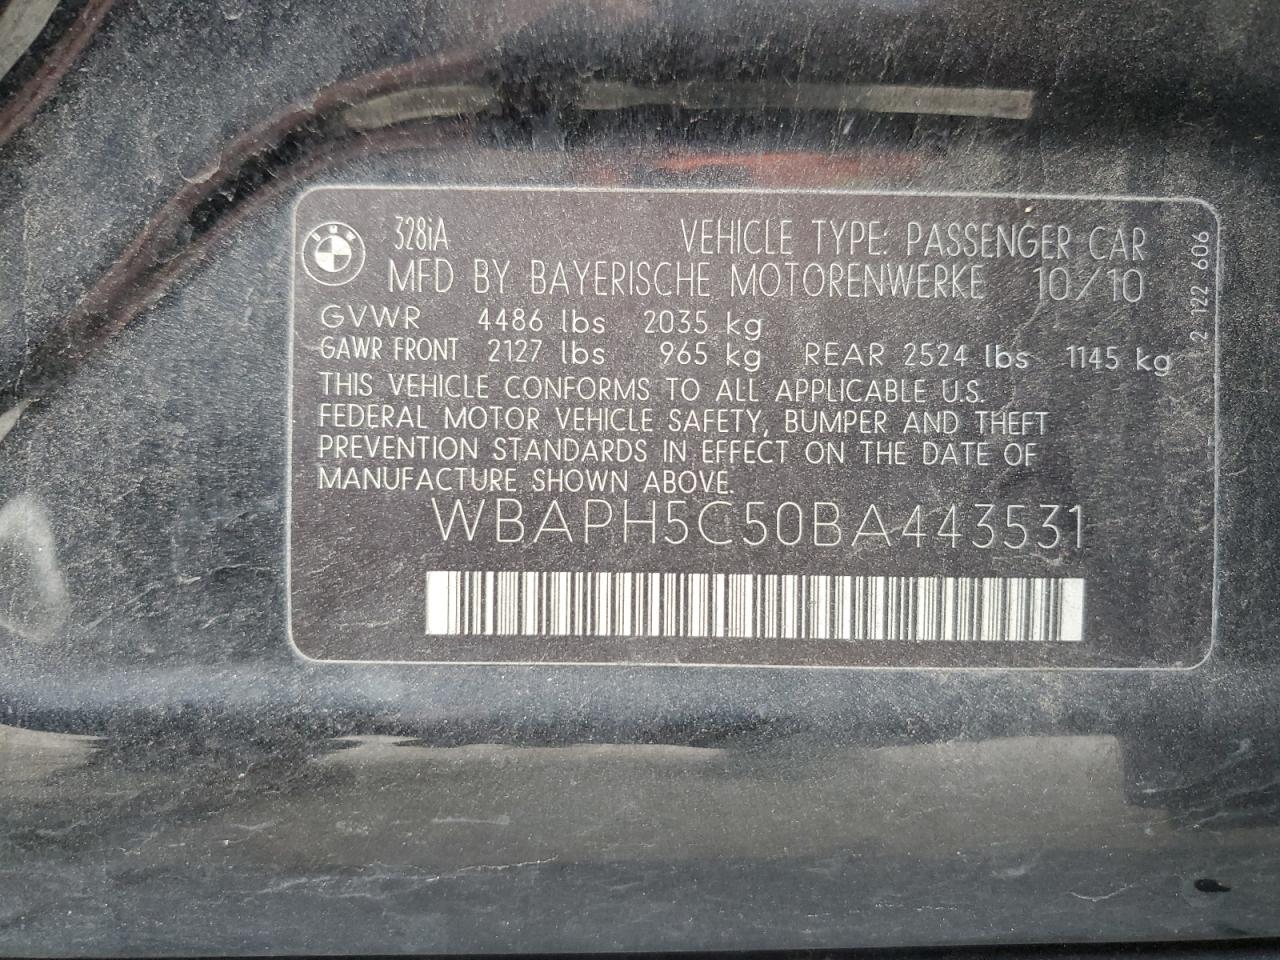 328iA VEHICLE TYPE: PASSENGER CAR
BMW MFD BY BAYERISCHE MOTORENWERKE 10/10
GVWR 4486 lbs 2035 kg
GAWR FRONT 2127 lbs 965 kg REAR 2524 lbs 1145 kg
THIS VEHICLE CONFORMS TO ALL APPLICABLE U.S.
FEDERAL MOTOR VEHICLE SAFETY, BUMPER AND THEFT
PREVENTION STANDARDS IN EFFECT ON THE DATE OF
MANUFACTURE SHOWN ABOVE.
WBAPH5C50BA443531
2 122 606